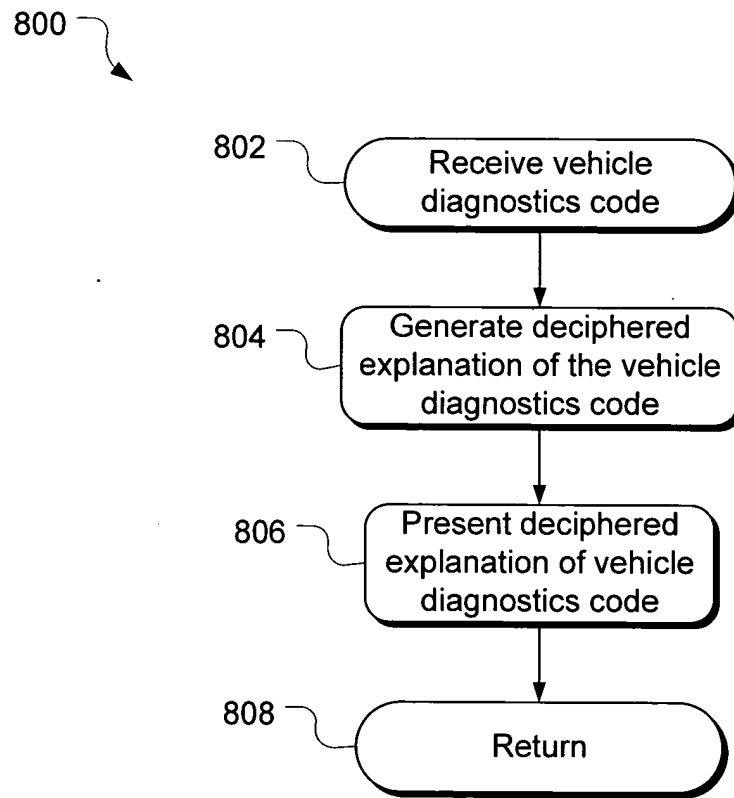 800
802
Receive vehicle
diagnostics code
804
Generate deciphered
explanation of the vehicle
diagnostics code
806
Present deciphered
explanation of vehicle
diagnostics code
808
Return